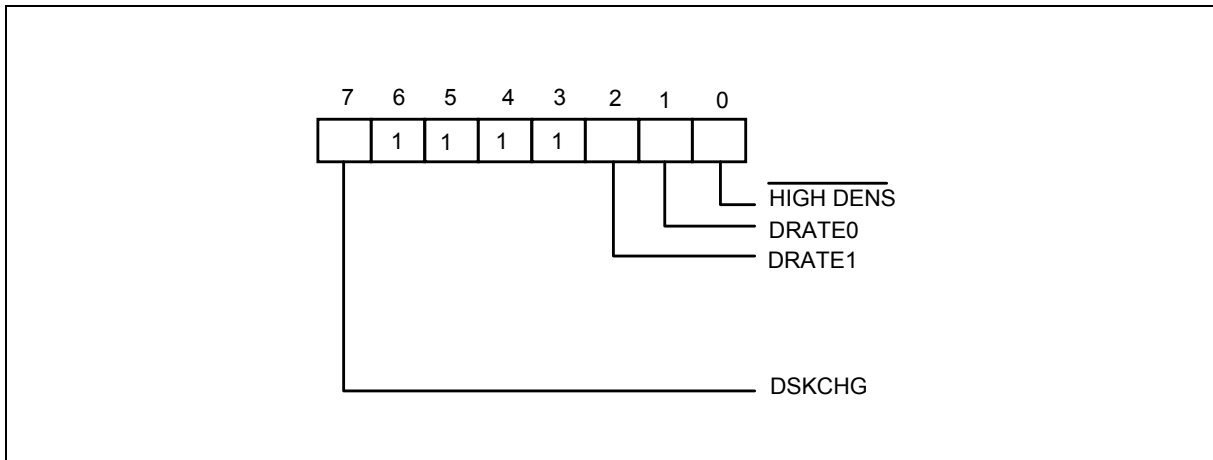 7 6 5 4 3 2 1 0
1 1 1 1
HIGH DENS
DRATE0
DRATE1
DSKCHG